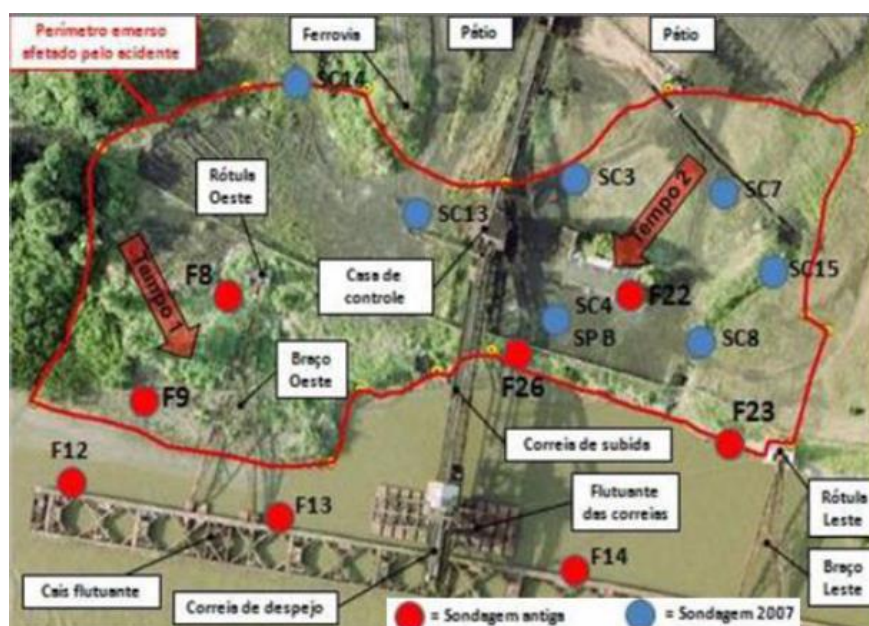 Perímetro emerso
afetado pelo acidente
Ferrovia
Pátio
Pátio
SC14
Rótula
Oeste
SC3
SC7
SC13
Tempo 2
Tempo 1
F8
Casa de
controle
SC15
F22
SC4
SP B
SC8
Braço
Oeste
F9
F26
F23
Correia de subida
F12
Flutuante
das correias
Rótula
Leste
F13
F14
Cais flutuante
Correia de despejo
Braço
Leste
= Sondagem antiga
= Sondagem 2007